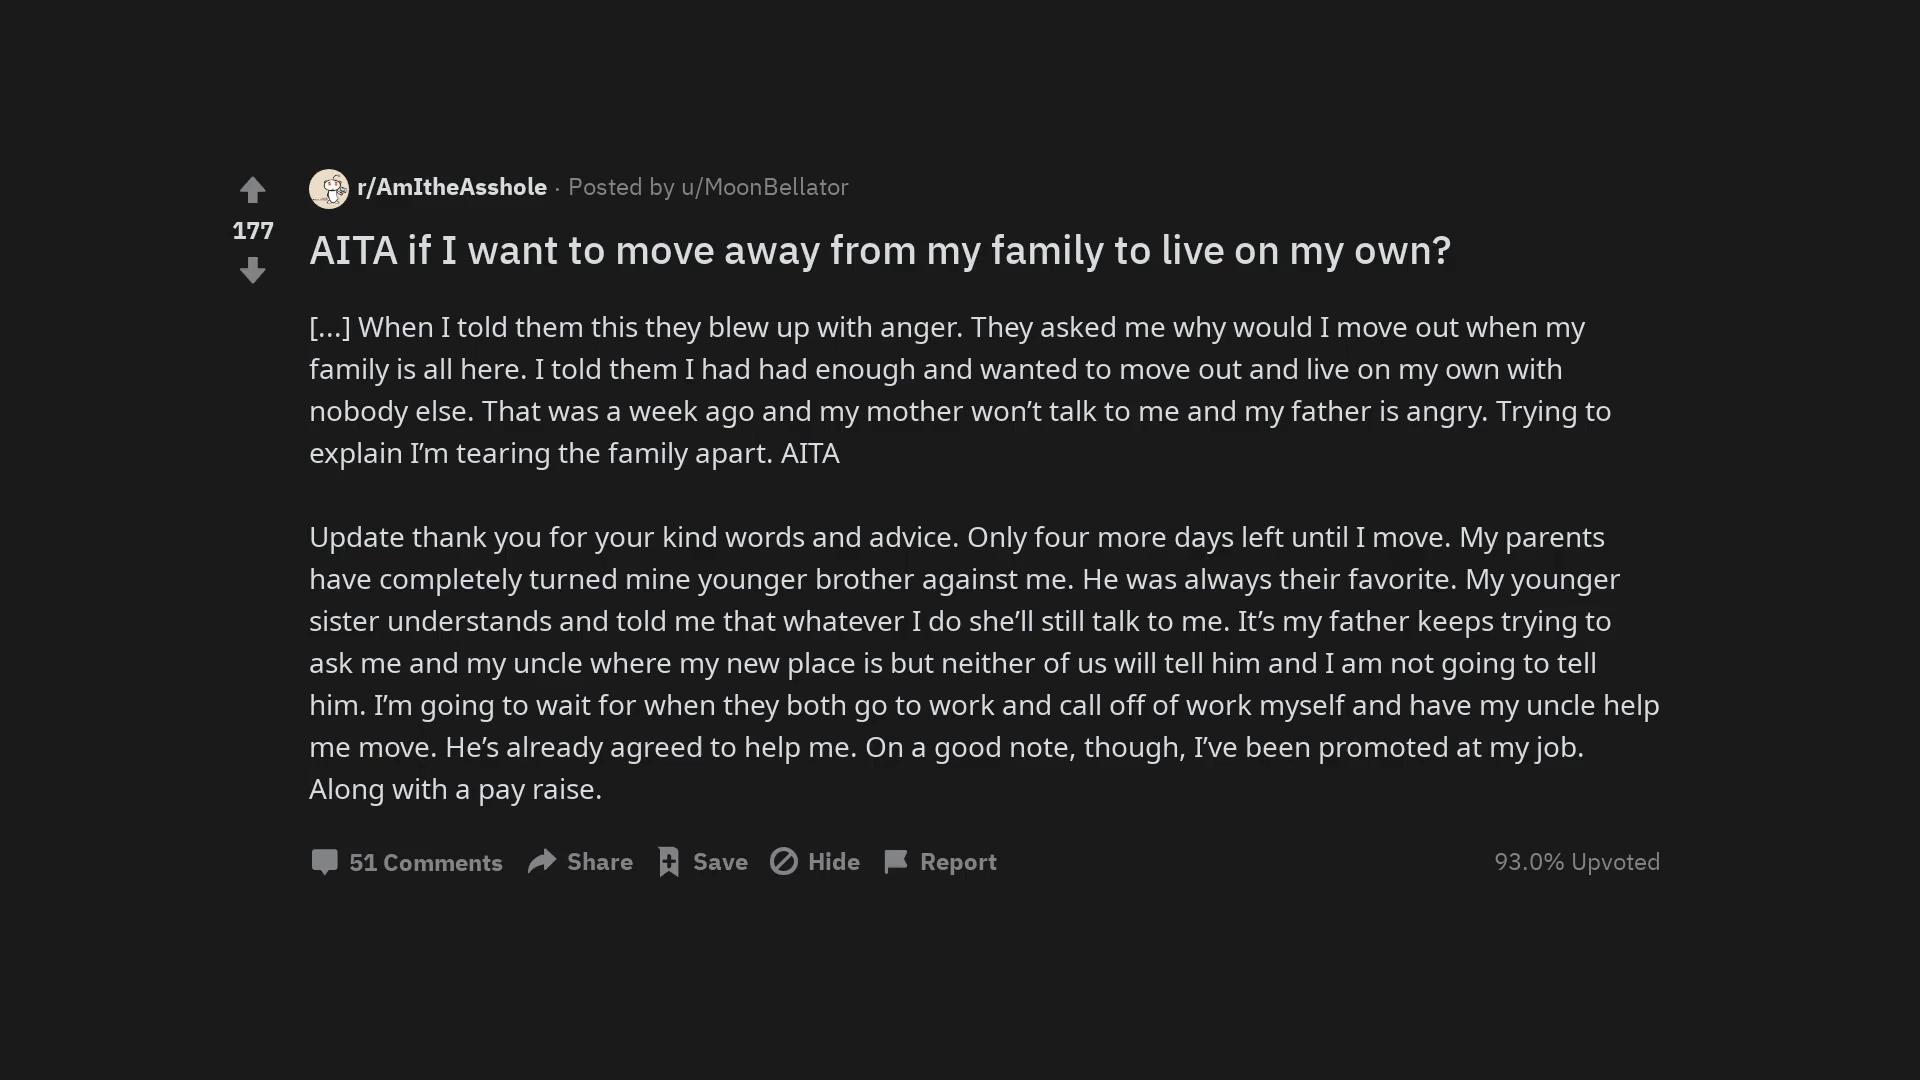 r/AmItheAsshole · Posted by u/MoonBellator
177
AITA if I want to move away from my family to live on my own?
[...] When I told them this they blew up with anger. They asked me why would I move out when my
family is all here. I told them I had had enough and wanted to move out and live on my own with
nobody else. That was a week ago and my mother won’t talk to me and my father is angry. Trying to
explain I’m tearing the family apart. AITA
Update thank you for your kind words and advice. Only four more days left until I move. My parents
have completely turned mine younger brother against me. He was always their favorite. My younger
sister understands and told me that whatever I do she’ll still talk to me. It’s my father keeps trying to
ask me and my uncle where my new place is but neither of us will tell him and I am not going to tell
him. I’m going to wait for when they both go to work and call off of work myself and have my uncle help
me move. He’s already agreed to help me. On a good note, though, I’ve been promoted at my job.
Along with a pay raise.
51 Comments Share Save Hide Report 93.0% Upvoted